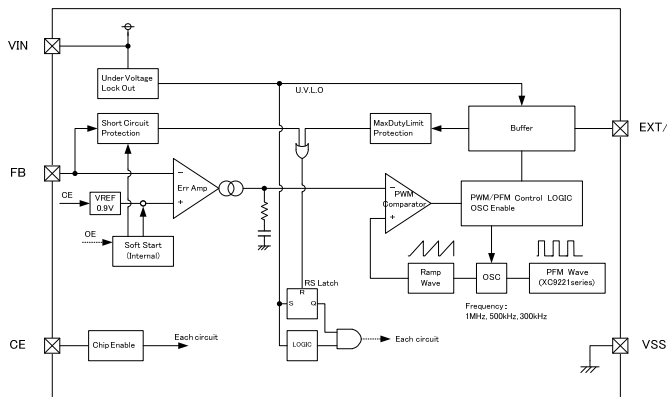 VIN
Under Voltage
Lock Out
U.V.L.O
Short Circuit
Protection
MaxDutyLimit
Protection
Buffer
EXT/
FB
CE
VREF
0.9V
−
Err Amp
+
OE
Soft Start
(Internal)
−
PWM
Comparator
+
PWM/PFM Control LOGIC
OSC Enable
Ramp
Wave
OSC
PFM Wave
(XC9221series)
Frequency:
1MHz, 500kHz, 300kHz
RS Latch
R
S
Q
LOGIC
Each circuit
CE
Chip Enable
Each circuit
VSS